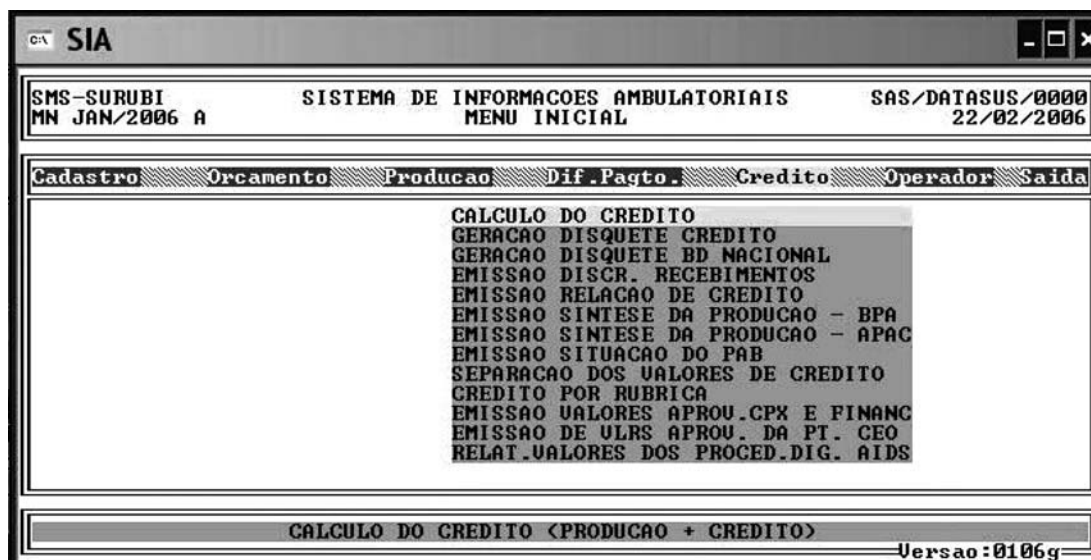 SIA
SMS-SURUBI SISTEMA DE INFORMACOES AMBULATORIAIS SAS/DATASUS/0000
MN JAN/2006 A MENU INICIAL 22/02/2006
Cadastro Orcamento Producao Dif.Pagto. Credito Operador Saida
CALCULO DO CREDITO
GERACAO DISQUETE CREDITO
GERACAO DISQUETE BD NACIONAL
EMISSAO DISCR. RECEBIMENTOS
EMISSAO RELACAO DE CREDITO
EMISSAO SINTESE DA PRODUCAO - BPA
EMISSAO SINTESE DA PRODUCAO - APAC
EMISSAO SITUACAO DO PAB
SEPARACAO DOS VALORES DE CREDITO
CREDITO POR RUBRICA
EMISSAO VALORES APROV.CPX E FINANC
EMISSAO DE VLRS APROV. DA PT. CEO
RELAT.VALORES DOS PROCED.DIG. AIDS
CALCULO DO CREDITO (PRODUCAO + CREDITO)
Versao:0106g